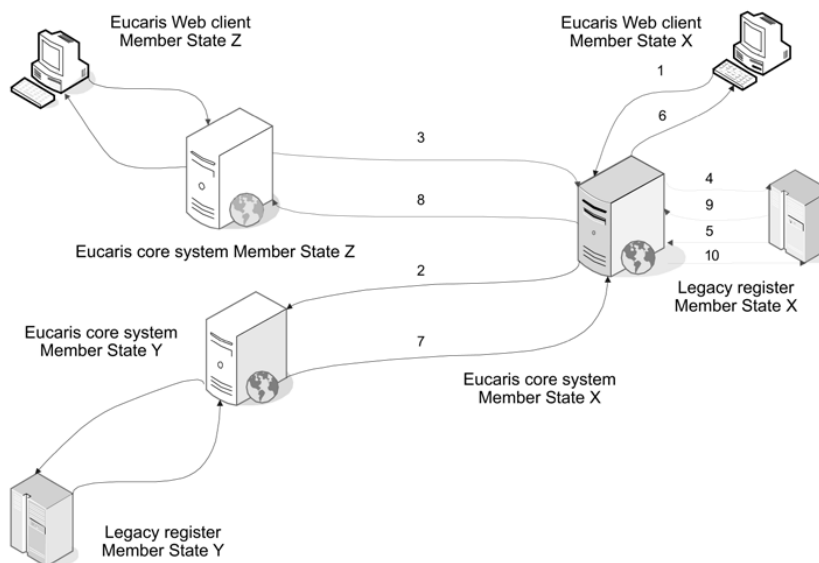 Eucaris Web client
Member State Z
Eucaris Web client
Member State X
1
6
3
4
8
9
5
10
Eucaris core system Member State Z
2
Legacy register
Member State X
Eucaris core system
Member State Y
7
Eucaris core system
Member State X
Legacy register
Member State Y